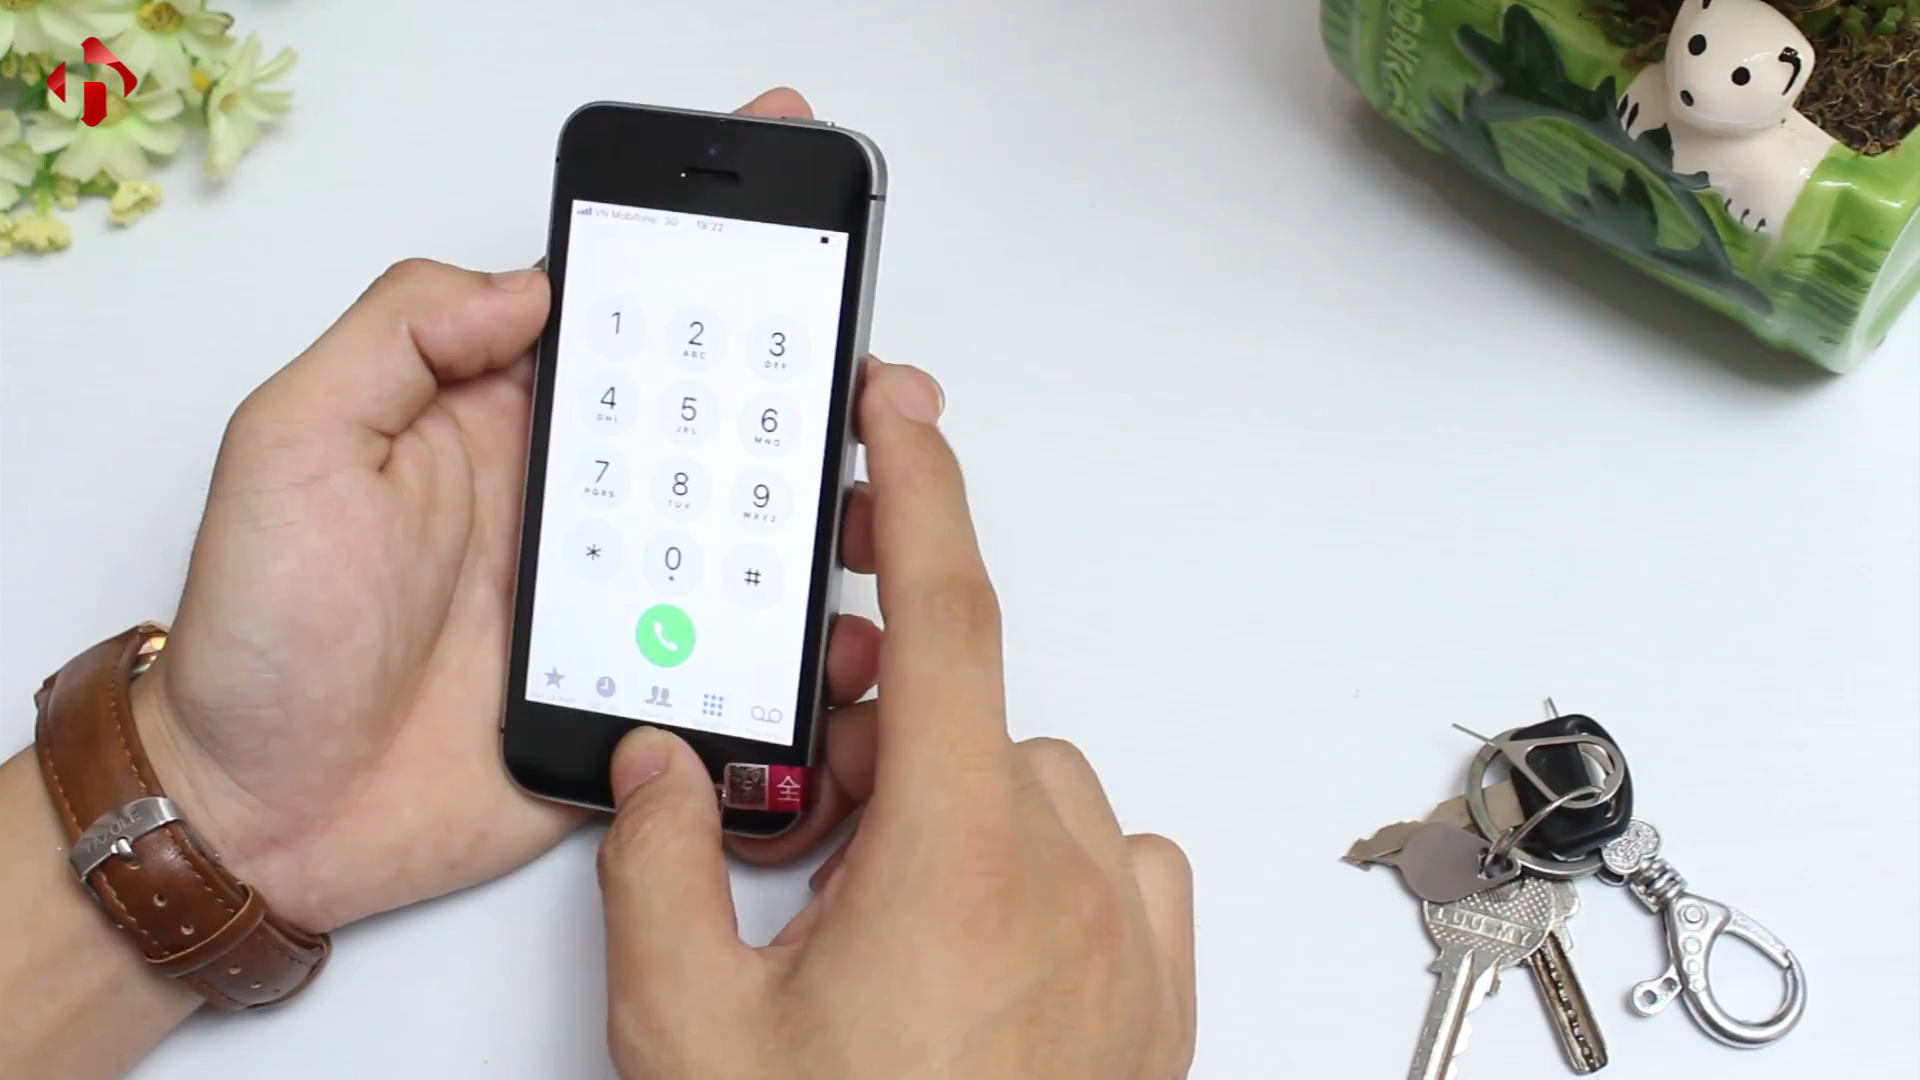 VN Mobifone 3G 19:22
1
2
ABC
3
DEF
4
GHI
5
JKL
6
MNO
7
PQRS
8
TUV
9
WXYZ
*
0
+
#
全
YAZOLE